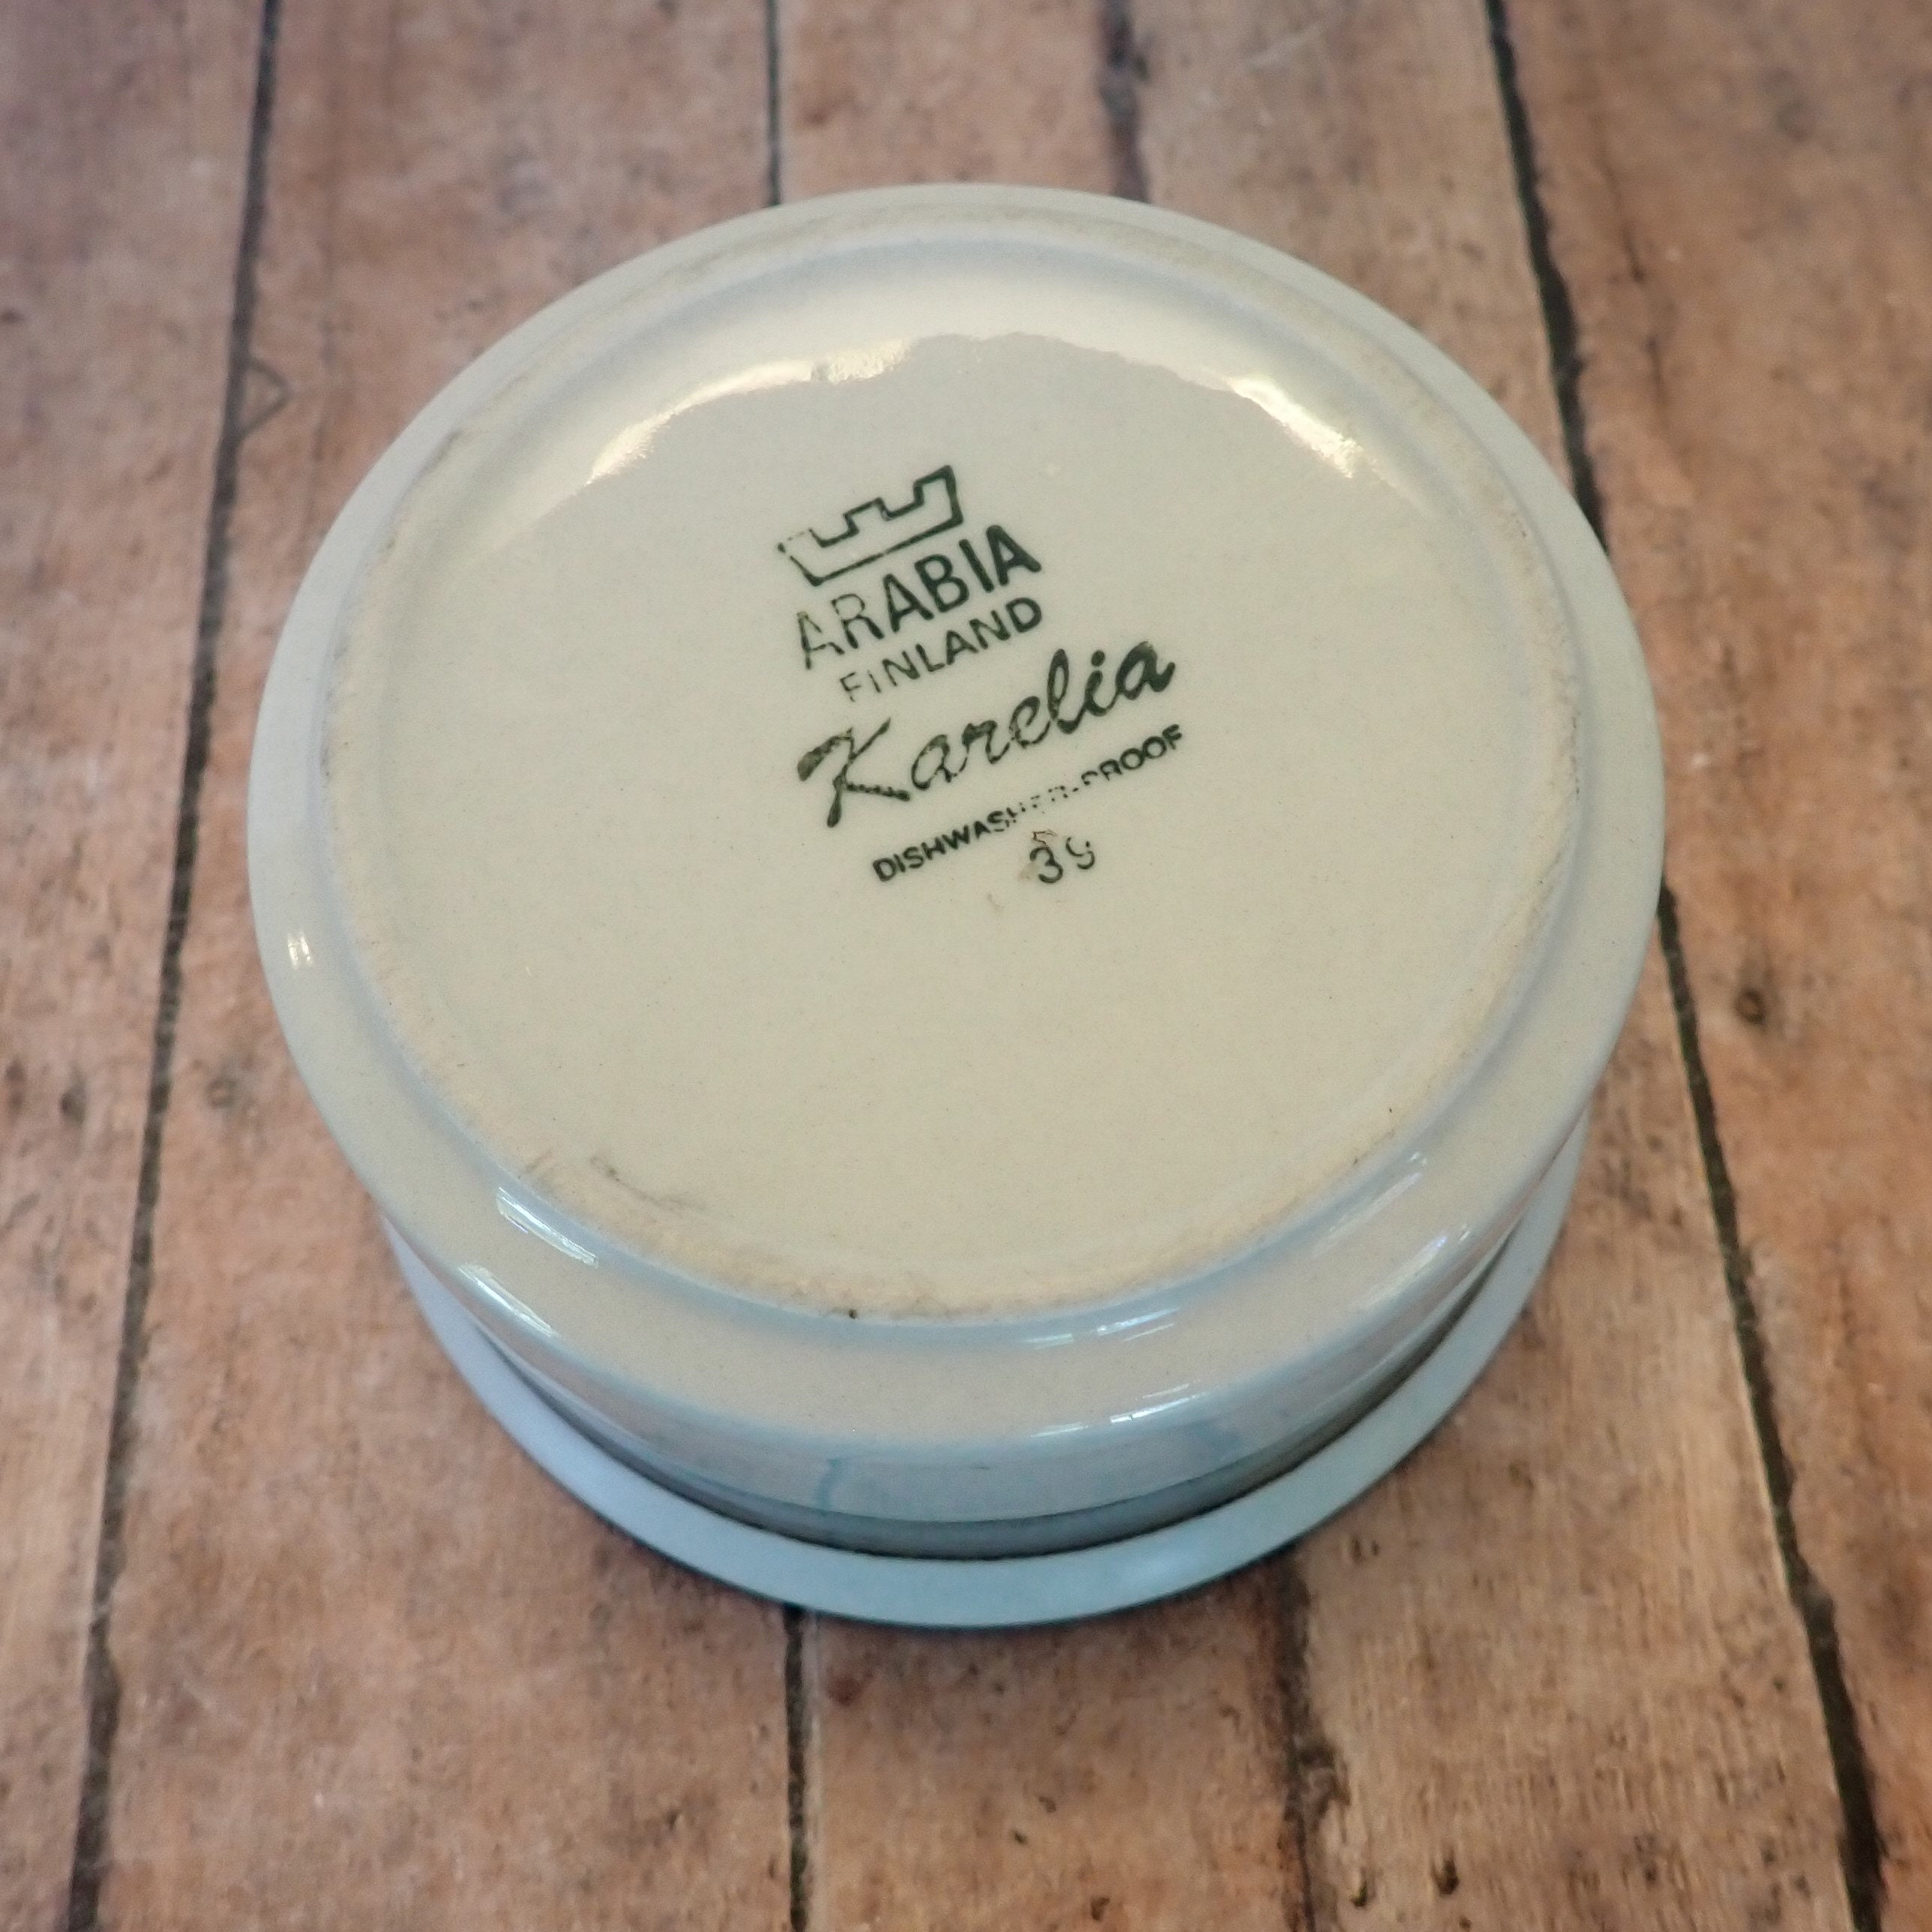 ARABIA
FINLAND
Karelia
DISHWASHER-PROOF
39